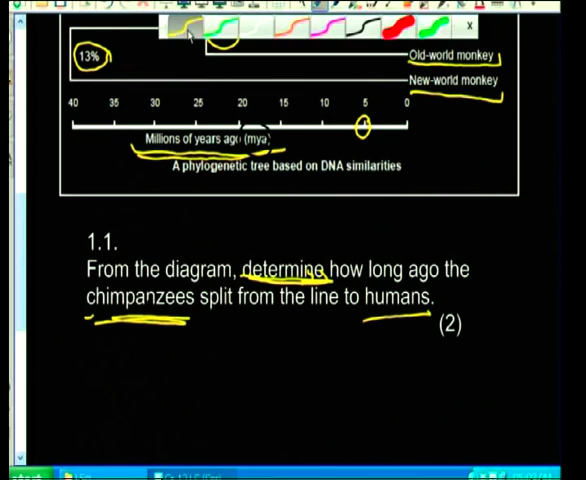 13%
Old-world monkey
New-world monkey
40 35 30 25 20 15 10 5 0
Millions of years ago (mya)
A phylogenetic tree based on DNA similarities
1.1.
From the diagram, determine how long ago the
chimpanzees split from the line to humans.
(2)